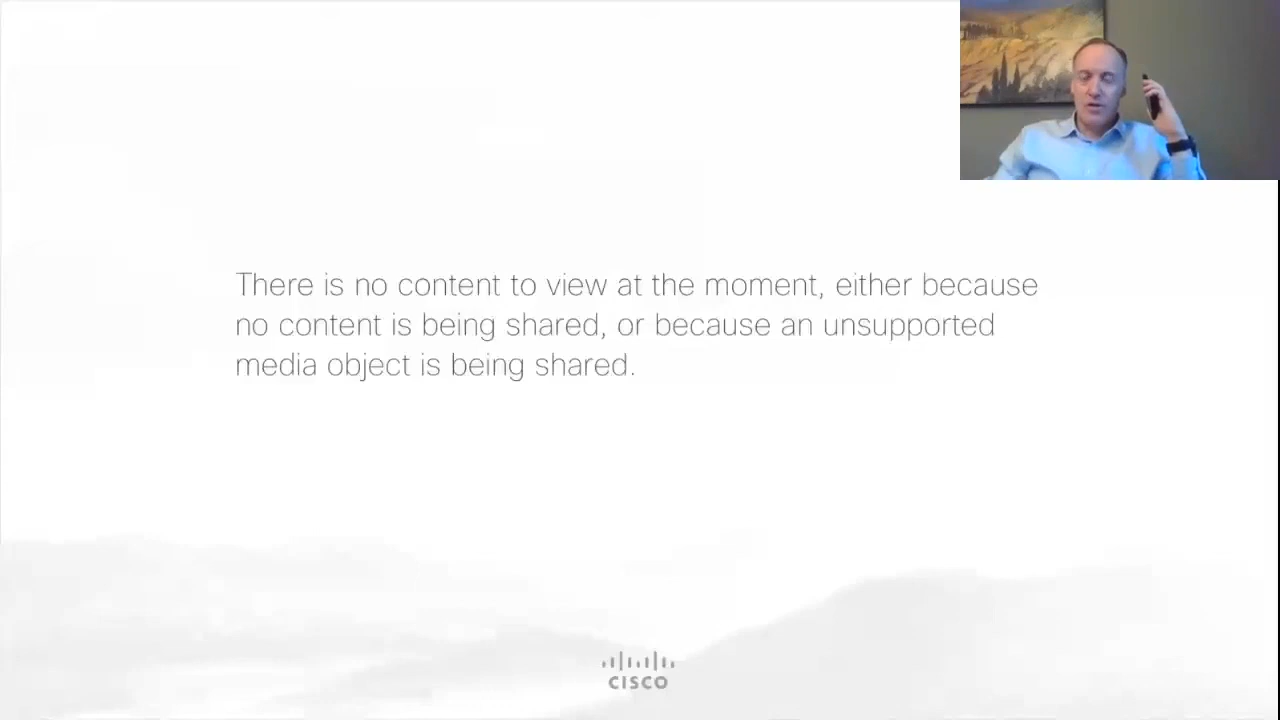 There is no content to view at the moment, either because
no content is being shared, or because an unsupported
media object is being shared.
CISCO